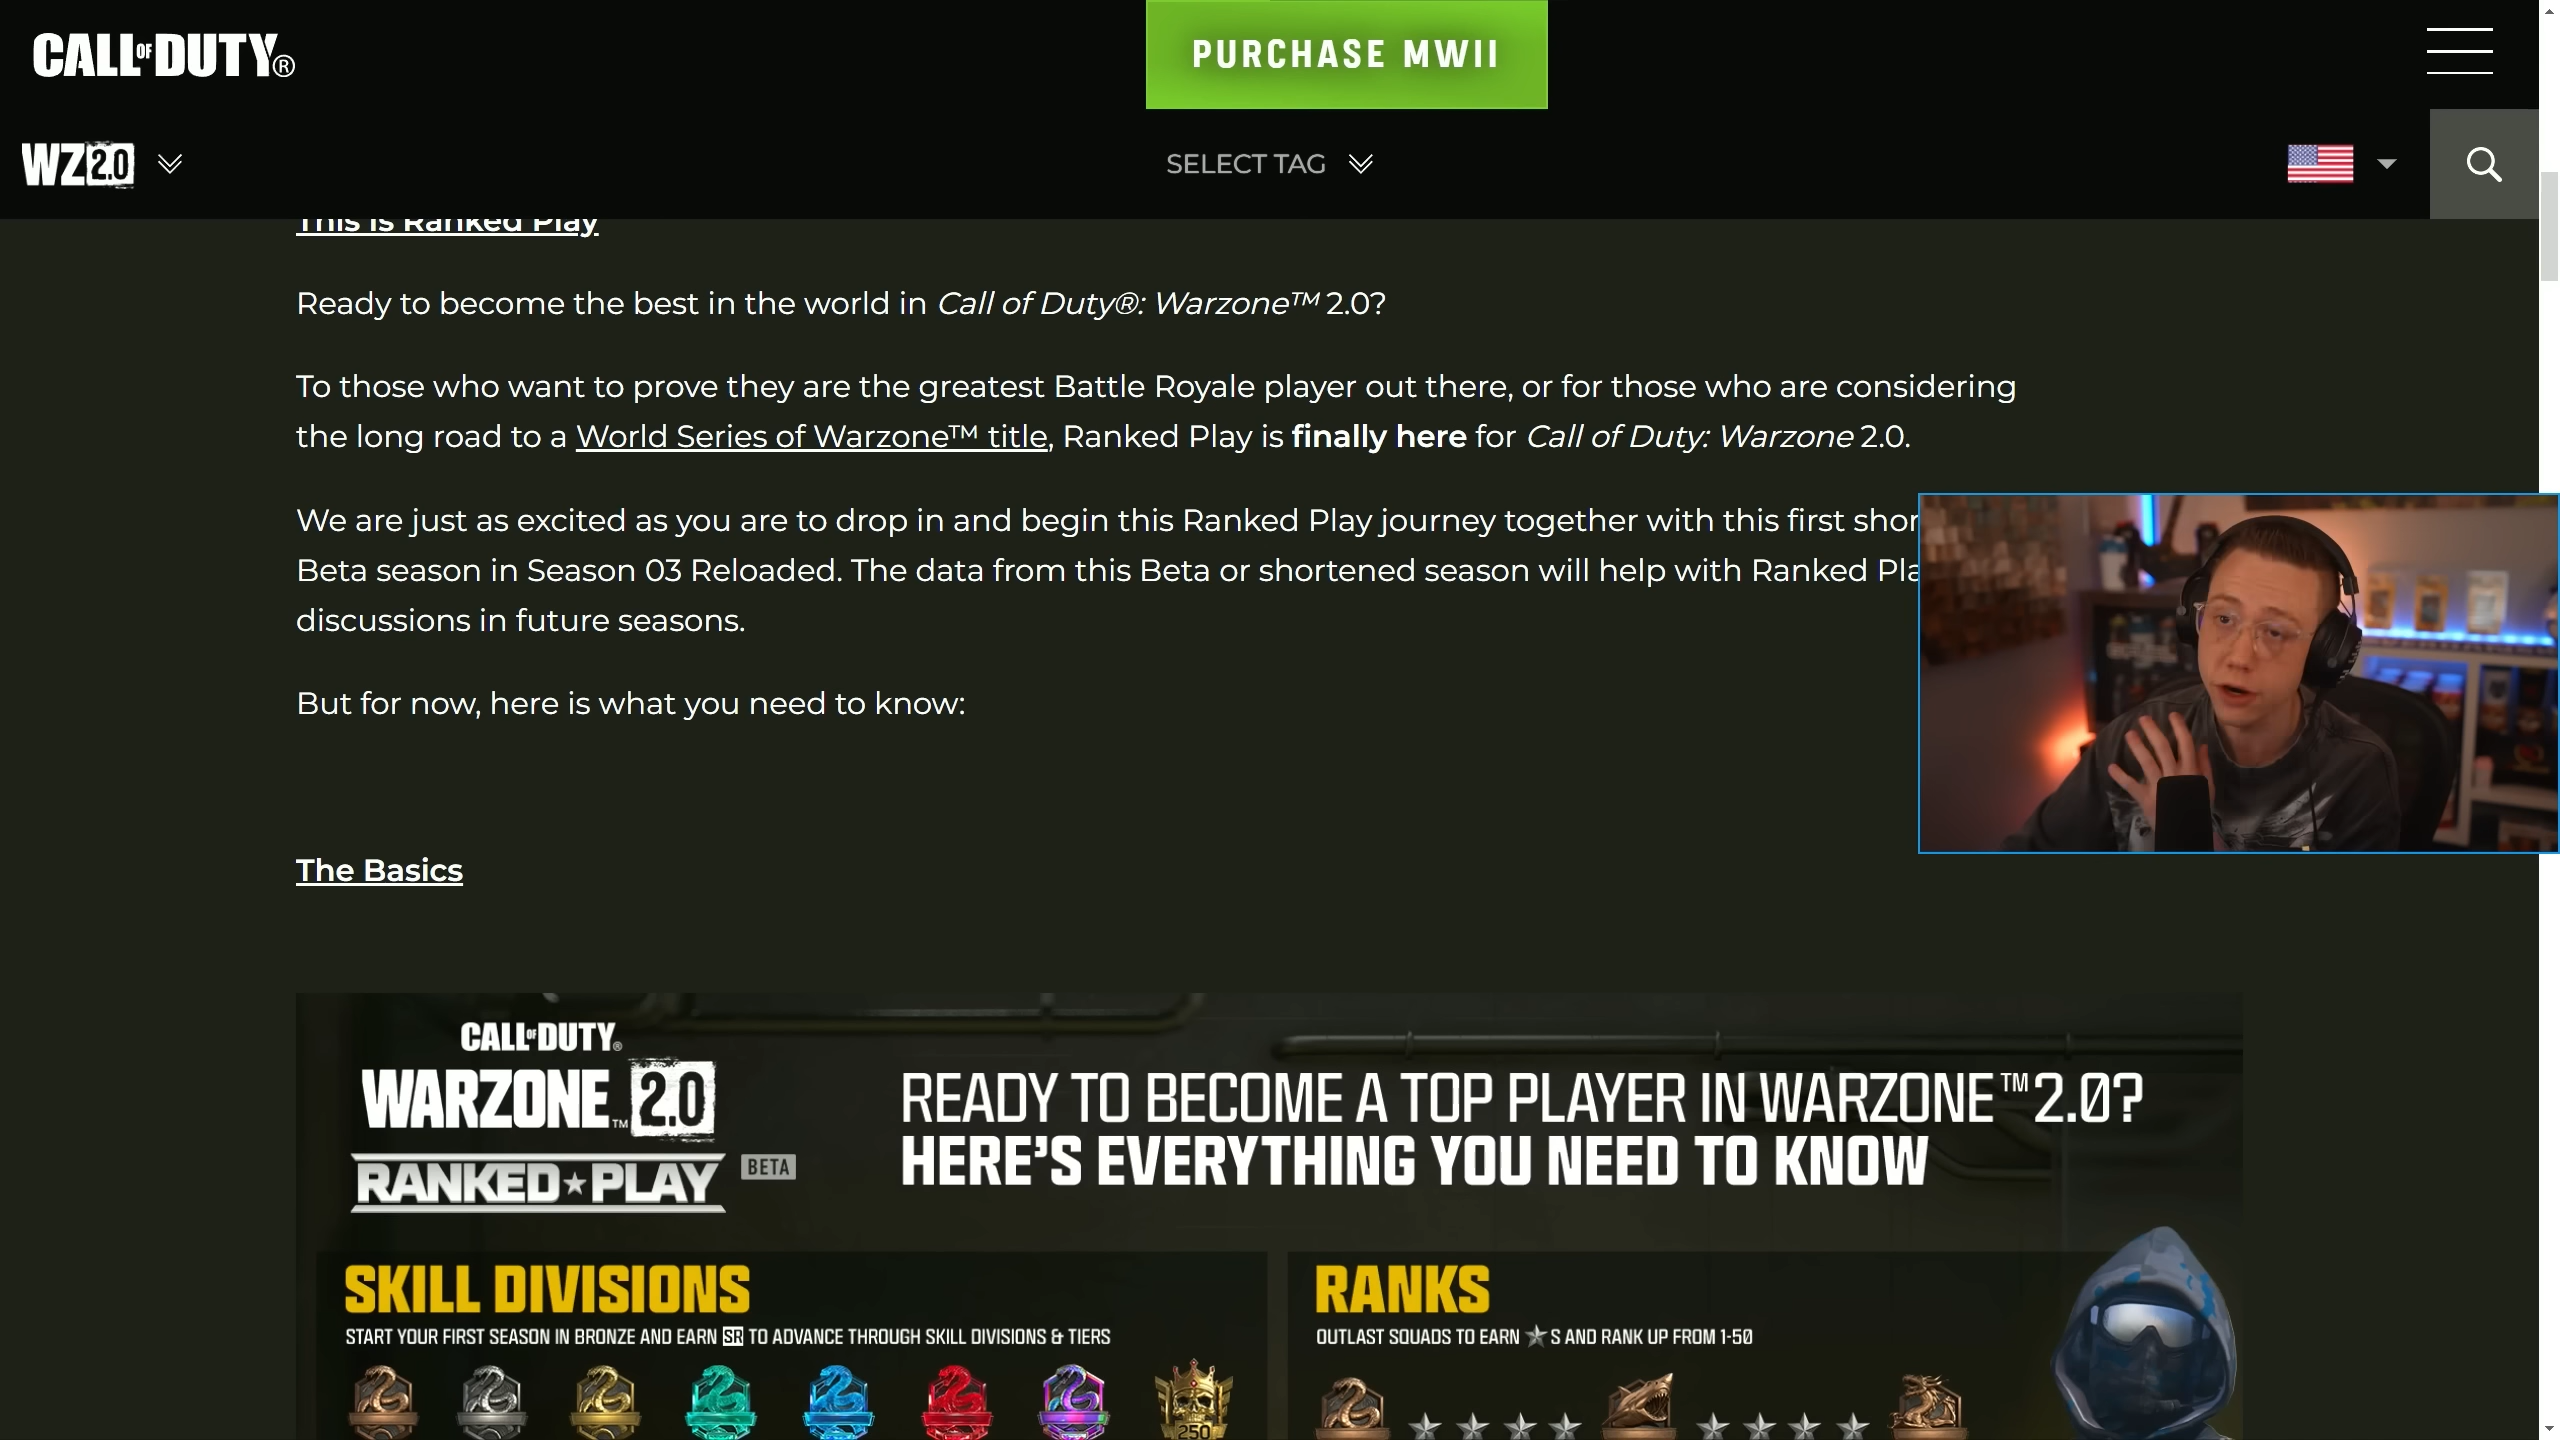 CALL OF DUTY®
PURCHASE MWII
WZ 2.0
SELECT TAG
This Is Ranked Play
Ready to become the best in the world in Call of Duty®: Warzone™ 2.0?
To those who want to prove they are the greatest Battle Royale player out there, or for those who are considering
the long road to a World Series of Warzone™ title, Ranked Play is finally here for Call of Duty: Warzone 2.0.
We are just as excited as you are to drop in and begin this Ranked Play journey together with this first shor
Beta season in Season 03 Reloaded. The data from this Beta or shortened season will help with Ranked Pla
discussions in future seasons.
But for now, here is what you need to know:
The Basics
CALL OF DUTY®
WARZONE™ 2.0
RANKED PLAY
BETA
READY TO BECOME A TOP PLAYER IN WARZONE™ 2.0?
HERE'S EVERYTHING YOU NEED TO KNOW
SKILL DIVISIONS
START YOUR FIRST SEASON IN BRONZE AND EARN SR TO ADVANCE THROUGH SKILL DIVISIONS & TIERS
250
RANKS
OUTLAST SQUADS TO EARN ★S AND RANK UP FROM 1-50